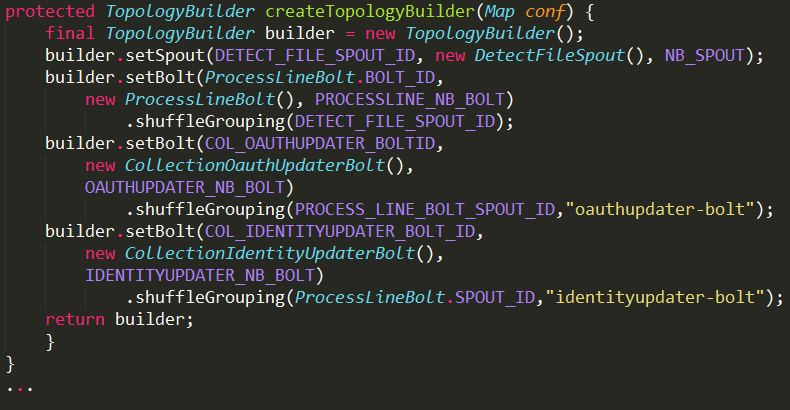 protected TopologyBuilder createTopologyBuilder(Map conf) {
    final TopologyBuilder builder = new TopologyBuilder();
    builder.setSpout(DETECT_FILE_SPOUT_ID, new DetectFileSpout(), NB_SPOUT);
    builder.setBolt(ProcessLineBolt.BOLT_ID,
        new ProcessLineBolt(), PROCESSLINE_NB_BOLT)
            .shuffleGrouping(DETECT_FILE_SPOUT_ID);
    builder.setBolt(COL_OAUTHUPDATER_BOLTID,
        new CollectionOauthUpdaterBolt(),
        OAUTHUPDATER_NB_BOLT)
            .shuffleGrouping(PROCESS_LINE_BOLT_SPOUT_ID,"oauthupdater-bolt");
    builder.setBolt(COL_IDENTITYUPDATER_BOLT_ID,
        new CollectionIdentityUpdaterBolt(),
        IDENTITYUPDATER_NB_BOLT)
            .shuffleGrouping(ProcessLineBolt.SPOUT_ID,"identityupdater-bolt");
    return builder;
    }
}
...